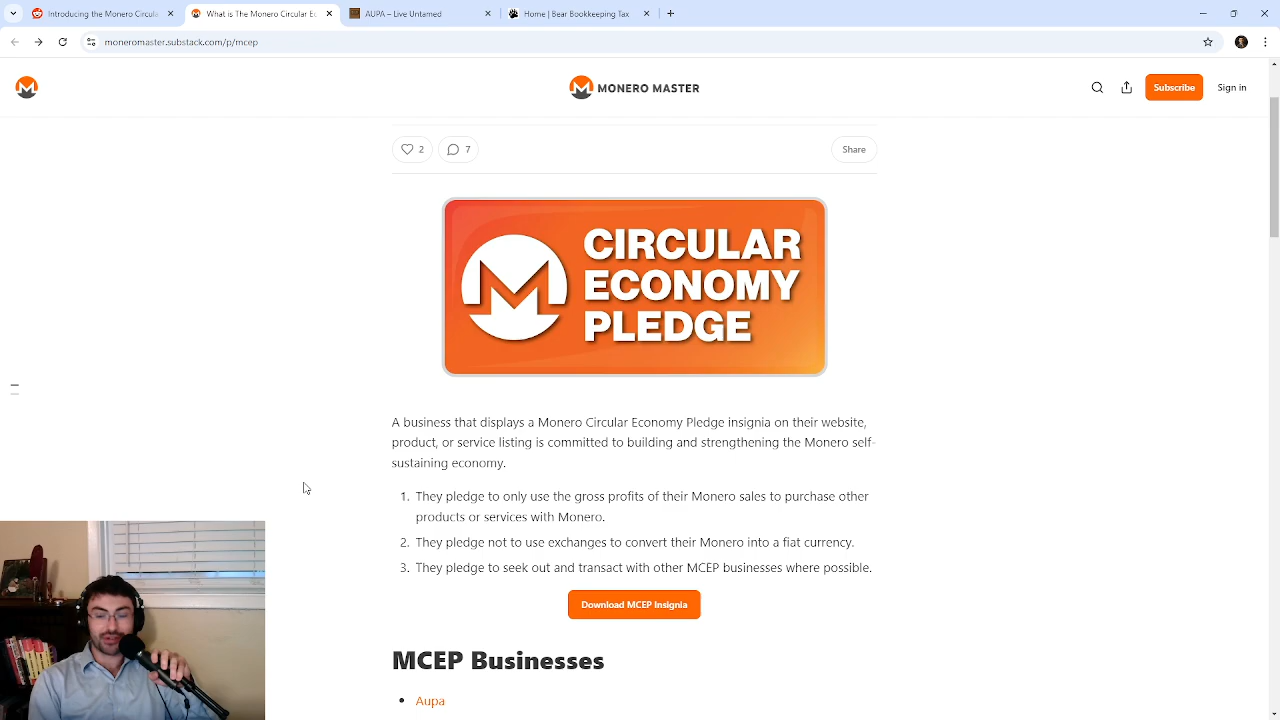 Introducing the Circula
What is The Monero Circular Ec
AUPA – Live Untamed
Home | Bear Bookkeeping Tax
moneromaster.substack.com/p/mcep
MONERO MASTER
Subscribe
Sign in
2
7
Share
CIRCULAR
ECONOMY
PLEDGE
A business that displays a Monero Circular Economy Pledge insignia on their website,
product, or service listing is committed to building and strengthening the Monero self-
sustaining economy.
1. They pledge to only use the gross profits of their Monero sales to purchase other
products or services with Monero.
2. They pledge not to use exchanges to convert their Monero into a fiat currency.
3. They pledge to seek out and transact with other MCEP businesses where possible.
Download MCEP Insignia
MCEP Businesses
• Aupa